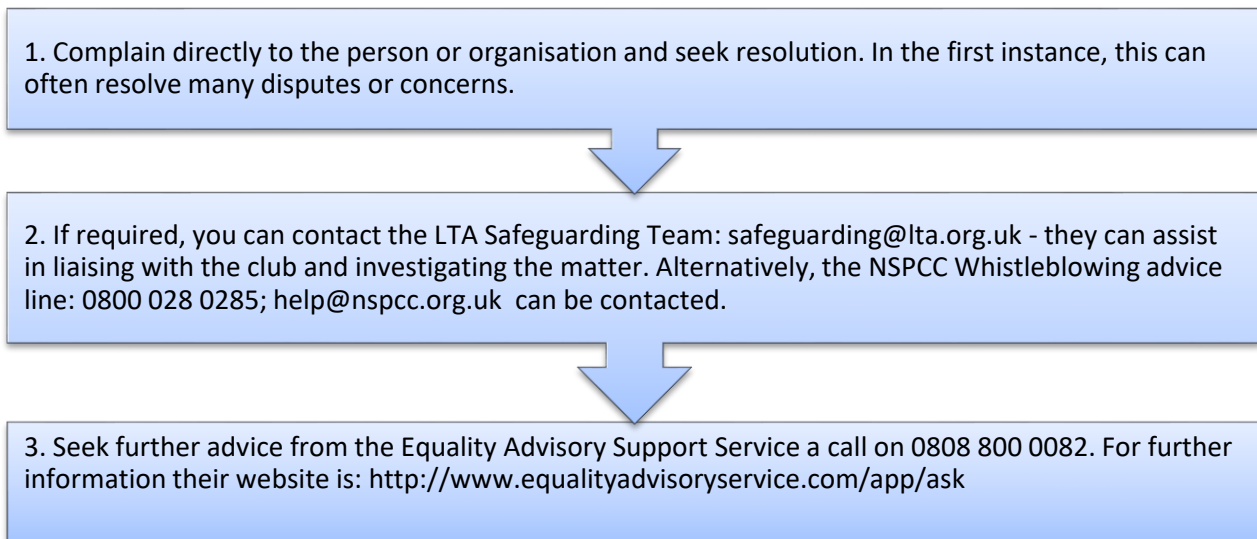 1. Complain directly to the person or organisation and seek resolution. In the first instance, this can
often resolve many disputes or concerns.
2. If required, you can contact the LTA Safeguarding Team: safeguarding@lta.org.uk - they can assist
in liaising with the club and investigating the matter. Alternatively, the NSPCC Whistleblowing advice
line: 0800 028 0285; help@nspcc.org.uk can be contacted.
3. Seek further advice from the Equality Advisory Support Service a call on 0808 800 0082. For further
information their website is: http://www.equalityadvisoryservice.com/app/ask